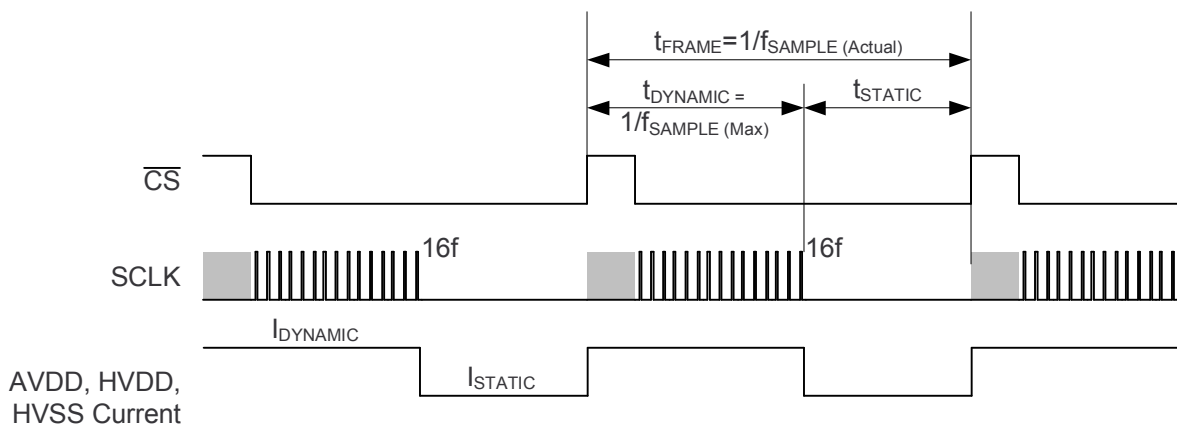 tFRAME=1/fSAMPLE (Actual)
tDYNAMIC =
1/fSAMPLE (Max)
tSTATIC
CS
16f
16f
SCLK
IDYNAMIC
ISTATIC
AVDD, HVDD,
HVSS Current